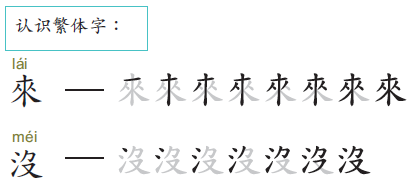 认识繁体字：
lái
來 — 來 來 來 來 來 來 來 來
méi
沒 — 沒 沒 沒 沒 沒 沒 沒